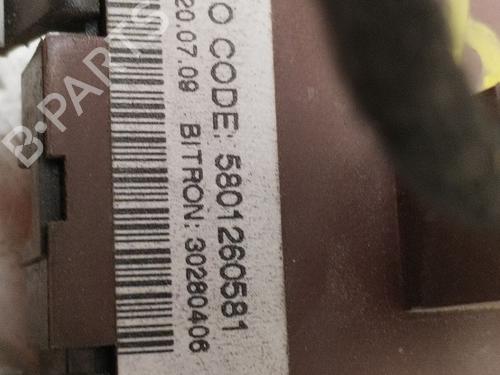 O CODE: 5801260581
20.07.09 BITRON: 30280406
B-PARTS